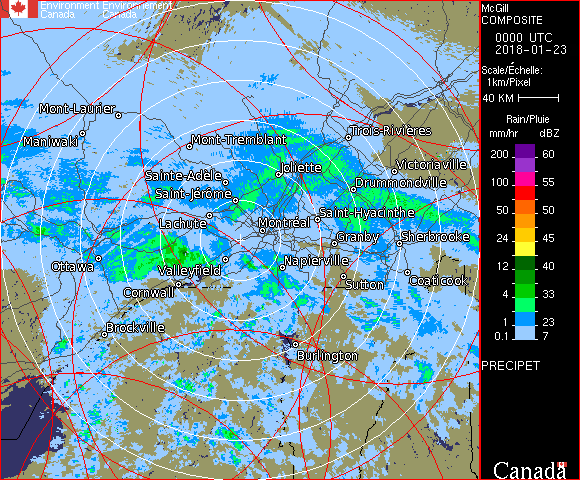 Environment Environnement
Canada Canada
McGill
COMPOSITE
0000 UTC
2018-01-23
Scale/Échelle:
1km/Pixel
40 KM
Rain/Pluie
mm/hr dBZ
200 60
100 55
50 50
24 45
12 40
4 33
1 23
0.1 7
PRECIPET
Canada
Mont-Laurier
Maniwaki
Mont-Tremblant
Trois-Rivières
Victoriaville
Joliette
Sainte-Adèle
Drummondville
Saint-Jérôme
Saint-Hyacinthe
Lachute
Montréal
Granby
Sherbrooke
Ottawa
Valleyfield
Napierville
Cornwall
Sutton
Coaticook
Brockville
Burlington